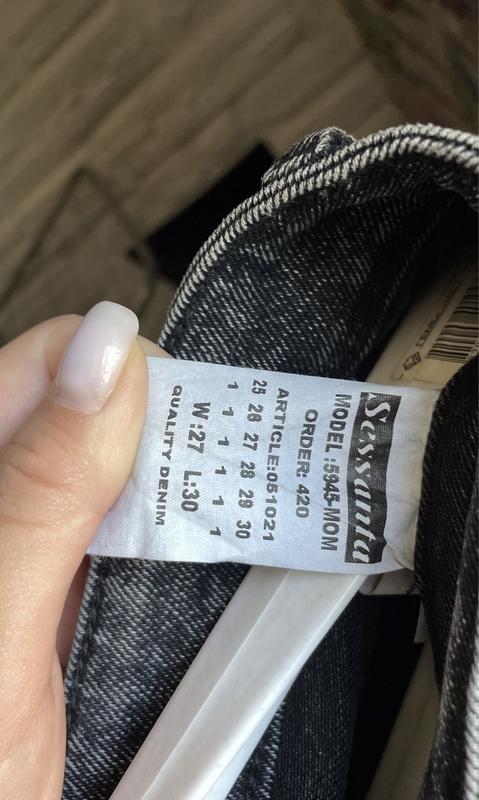 Sessanta
MODEL :5945-MOM
ORDER: 420
ARTICLE:051021
25 26 27 28 29 30
1 1 1 1 1 1
W:27 L:30
QUALITY DENIM